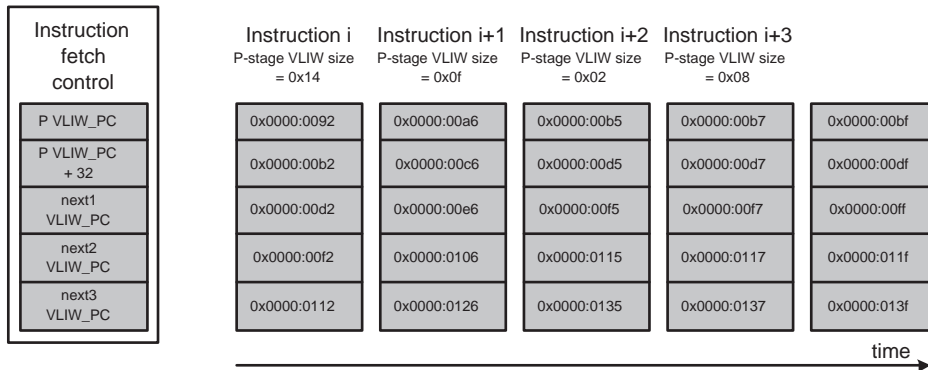 Instruction
fetch
control
P VLIW_PC
P VLIW_PC
+ 32
next1
VLIW_PC
next2
VLIW_PC
next3
VLIW_PC
Instruction i
P-stage VLIW size
= 0x14
Instruction i+1
P-stage VLIW size
= 0x0f
Instruction i+2
P-stage VLIW size
= 0x02
Instruction i+3
P-stage VLIW size
= 0x08
0x0000:0092 0x0000:00a6 0x0000:00b5 0x0000:00b7 0x0000:00bf
0x0000:00b2 0x0000:00c6 0x0000:00d5 0x0000:00d7 0x0000:00df
0x0000:00d2 0x0000:00e6 0x0000:00f5 0x0000:00f7 0x0000:00ff
0x0000:00f2 0x0000:0106 0x0000:0115 0x0000:0117 0x0000:011f
0x0000:0112 0x0000:0126 0x0000:0135 0x0000:0137 0x0000:013f
time